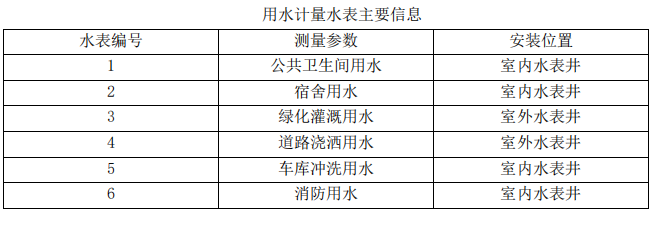 用水计量水表主要信息
水表编号 测量参数 安装位置
1 公共卫生间用水 室内水表井
2 宿舍用水 室内水表井
3 绿化灌溉用水 室外水表井
4 道路浇洒用水 室外水表井
5 车库冲洗用水 室内水表井
6 消防用水 室内水表井